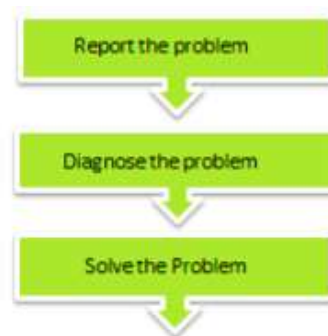 Report the problem
Diagnose the problem
Solve the Problem